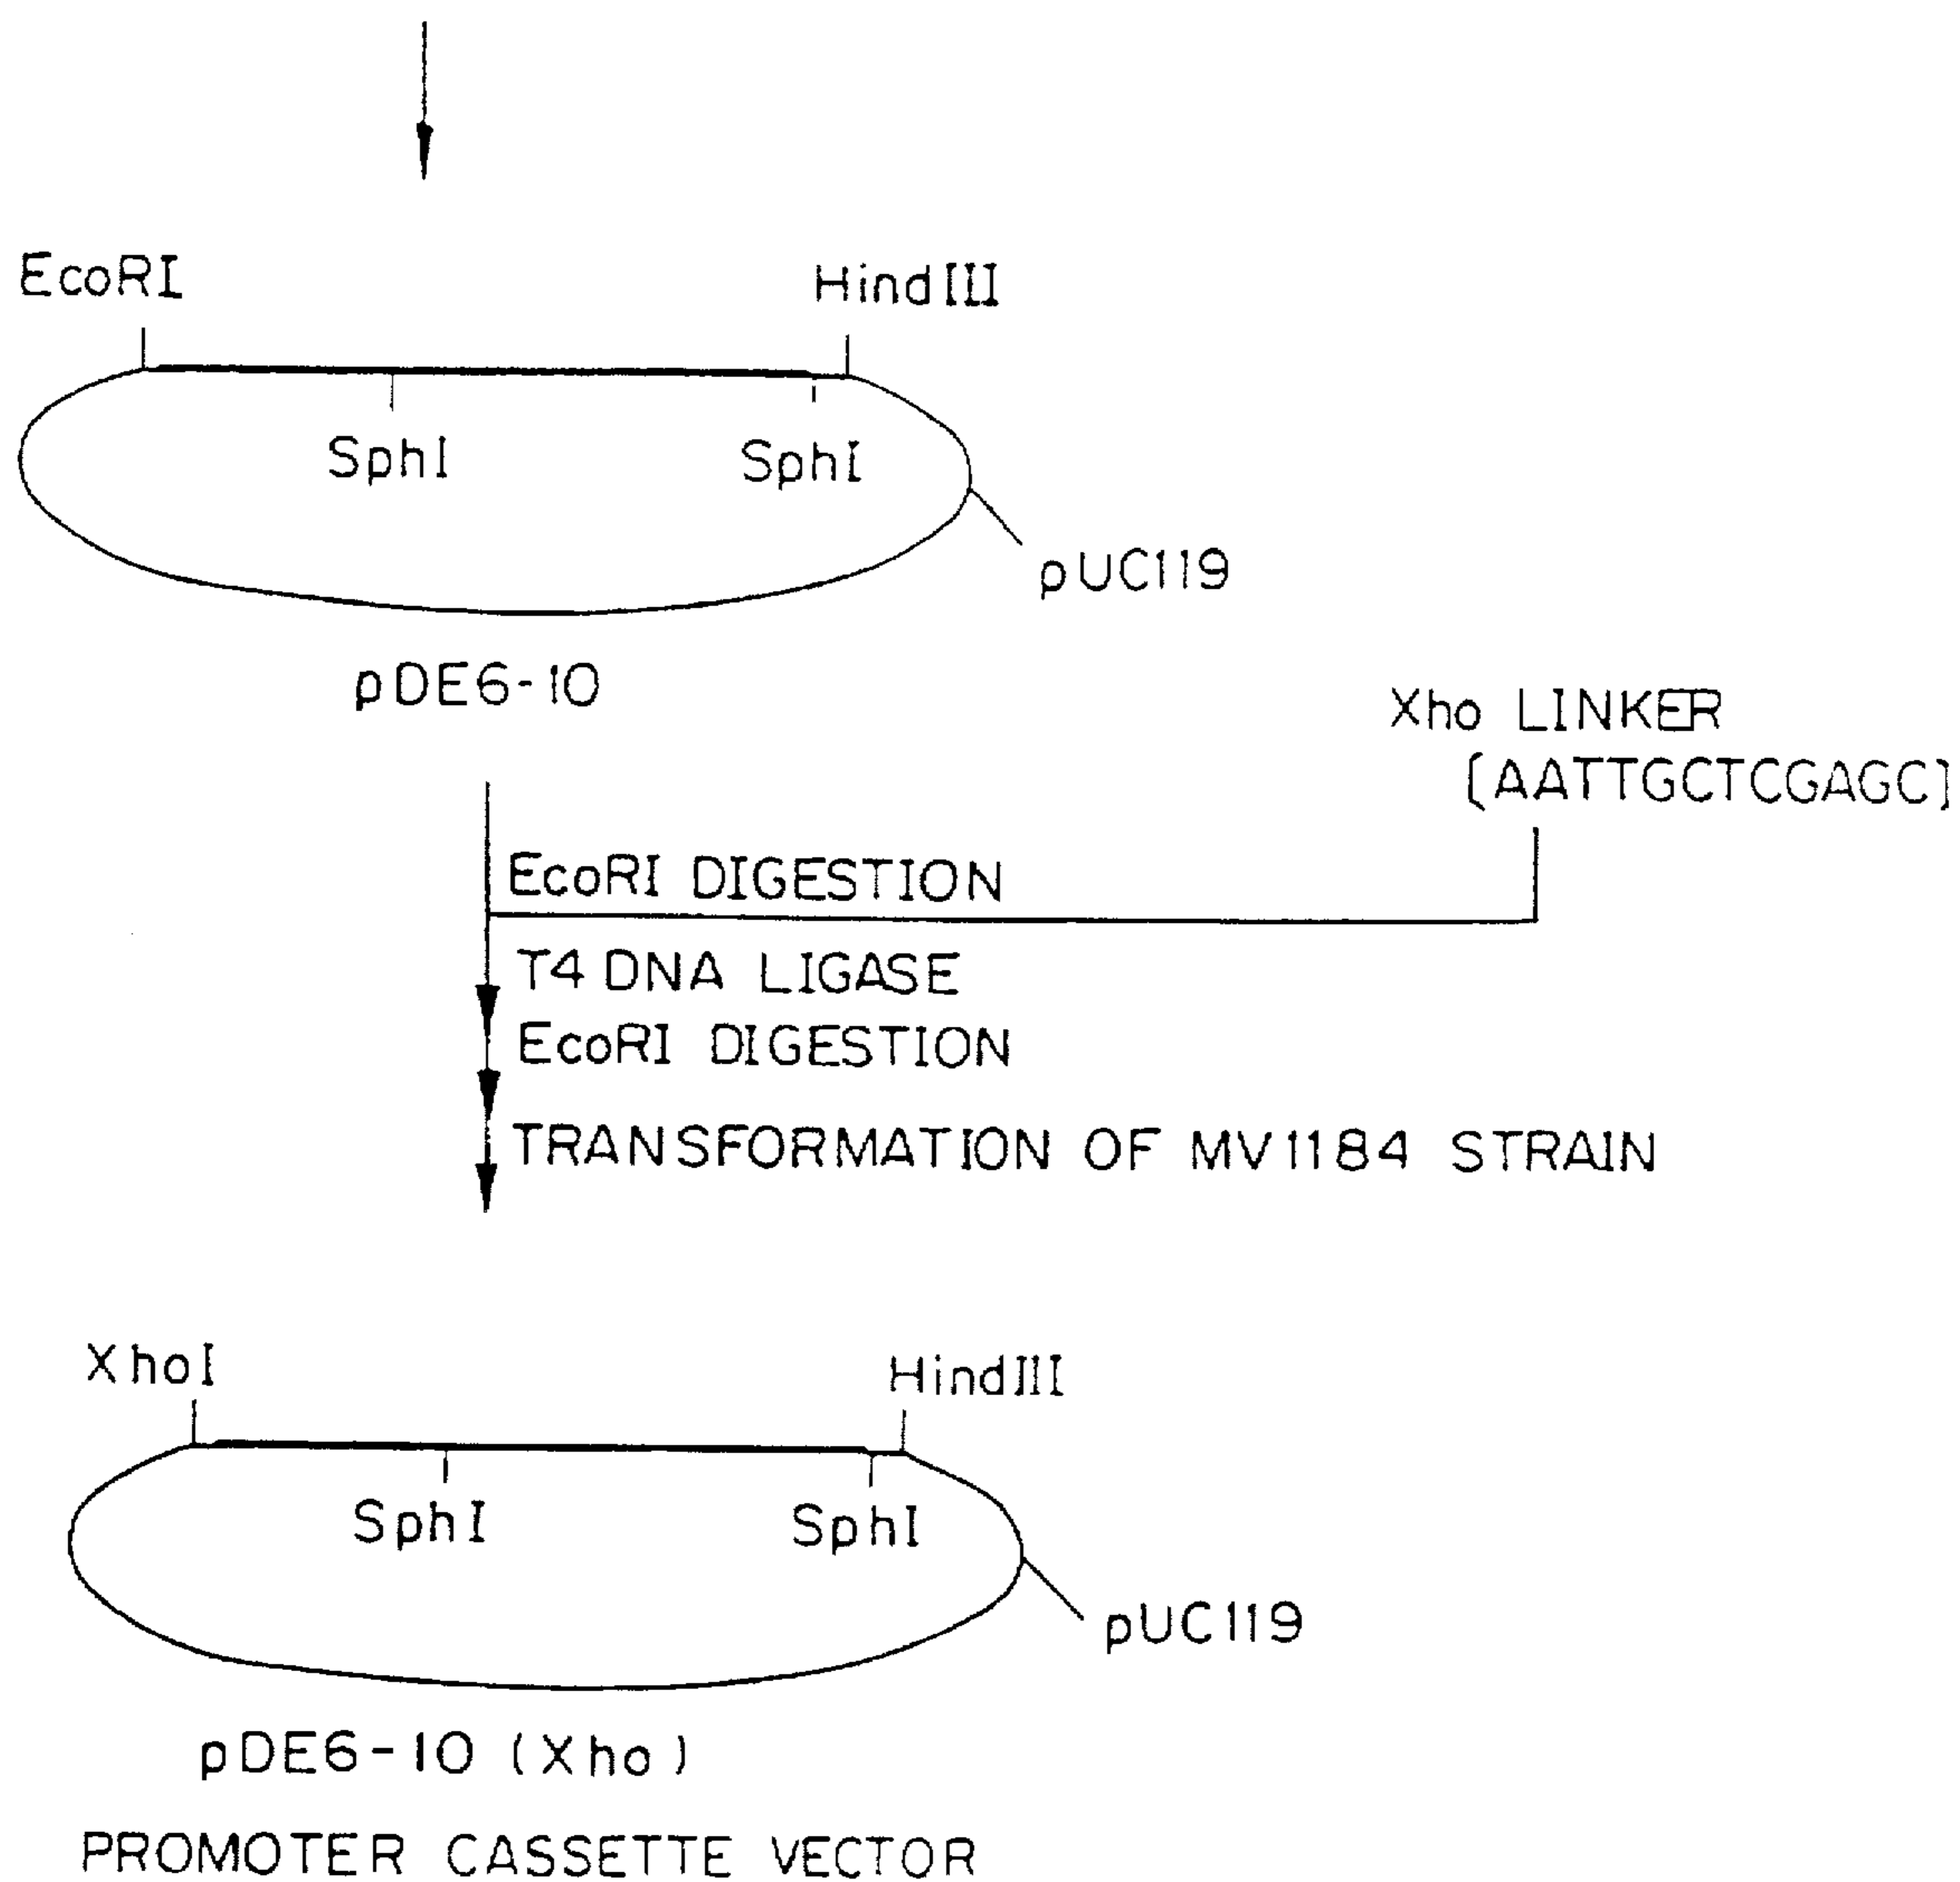 EcoRI
HindIII
SphI
SphI
pUC119
pDE6-10
Xho LINKER
[AATTGCTCGAGC]
EcoRI DIGESTION
T4 DNA LIGASE
EcoRI DIGESTION
TRANSFORMATION OF MV1184 STRAIN
XhoI
HindIII
SphI
SphI
pUC119
pDE6-10 (Xho)
PROMOTER CASSETTE VECTOR